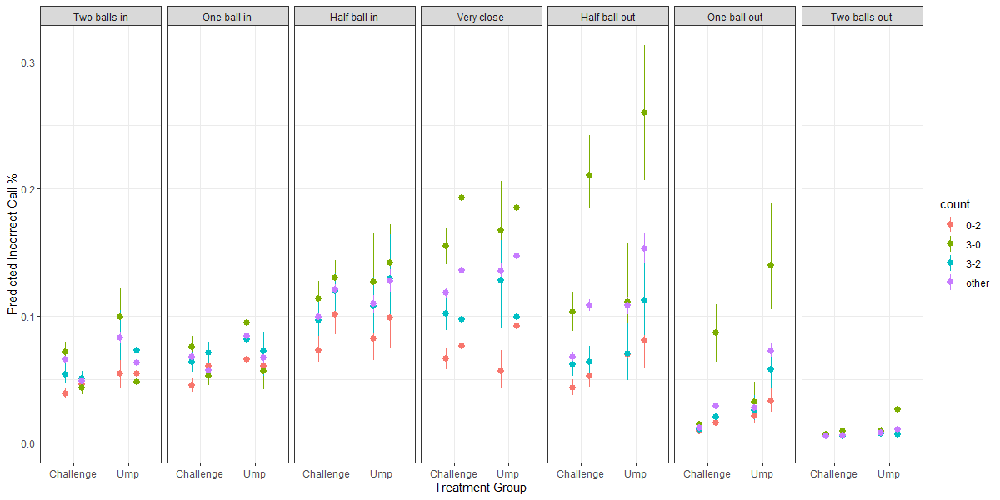 Two balls in
One ball in
Half ball in
Very close
Half ball out
One ball out
Two balls out
Predicted Incorrect Call %
0.3
0.2
0.1
0.0
Challenge Ump
Challenge Ump
Challenge Ump
Challenge Ump
Challenge Ump
Challenge Ump
Challenge Ump
Treatment Group
count
0-2
3-0
3-2
other